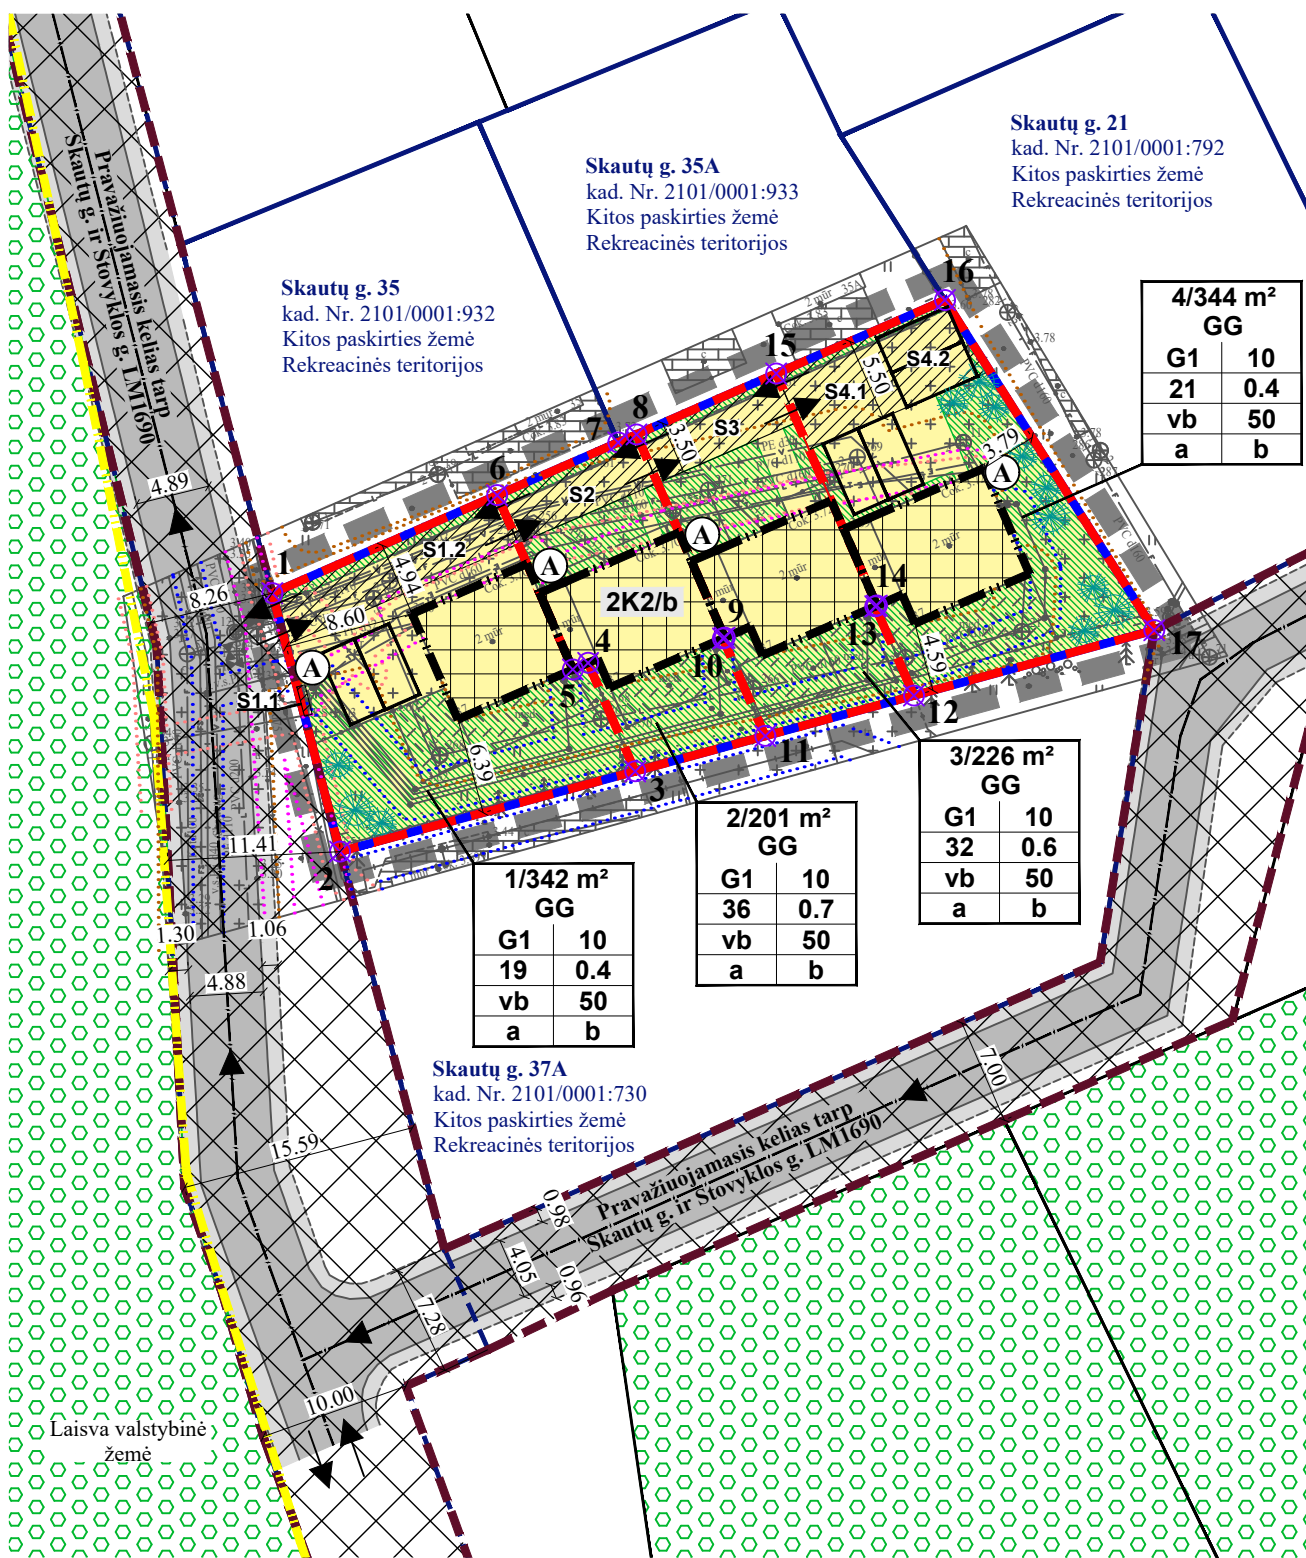 Pravažiuojamasis kelias tarp
Skautų g. ir Stovyklos g. LM1690
Skautų g. 21
kad. Nr. 2101/0001:792
Kitos paskirties žemė
Rekreacinės teritorijos
Skautų g. 35A
kad. Nr. 2101/0001:933
Kitos paskirties žemė
Rekreacinės teritorijos
Skautų g. 35
kad. Nr. 2101/0001:932
Kitos paskirties žemė
Rekreacinės teritorijos
4/344 m²
GG
G1 10
21 0.4
vb 50
a b
16
15
8
7
6
1
S4.2
S4.1
S3
S2
S1.2
S1.1
5.50
3.50
3.79
4.94
8.60
8.26
4.89
A
A
A
A
2K2/b
14
13
9
10
4
5
17
12
11
3
2
4.59
6.39
11.41
1.30
1.06
4.88
3/226 m²
GG
G1 10
32 0.6
vb 50
a b
2/201 m²
GG
G1 10
36 0.7
vb 50
a b
1/342 m²
GG
G1 10
19 0.4
vb 50
a b
Skautų g. 37A
kad. Nr. 2101/0001:730
Kitos paskirties žemė
Rekreacinės teritorijos
7.00
15.59
Pravažiuojamasis kelias tarp
Skautų g. ir Stovyklos g. LM1690
0.98
4.05
0.96
7.28
10.00
Laisva valstybinė
žemė
2 mūr
2 mūr
2 mūr
2 mūr 35A